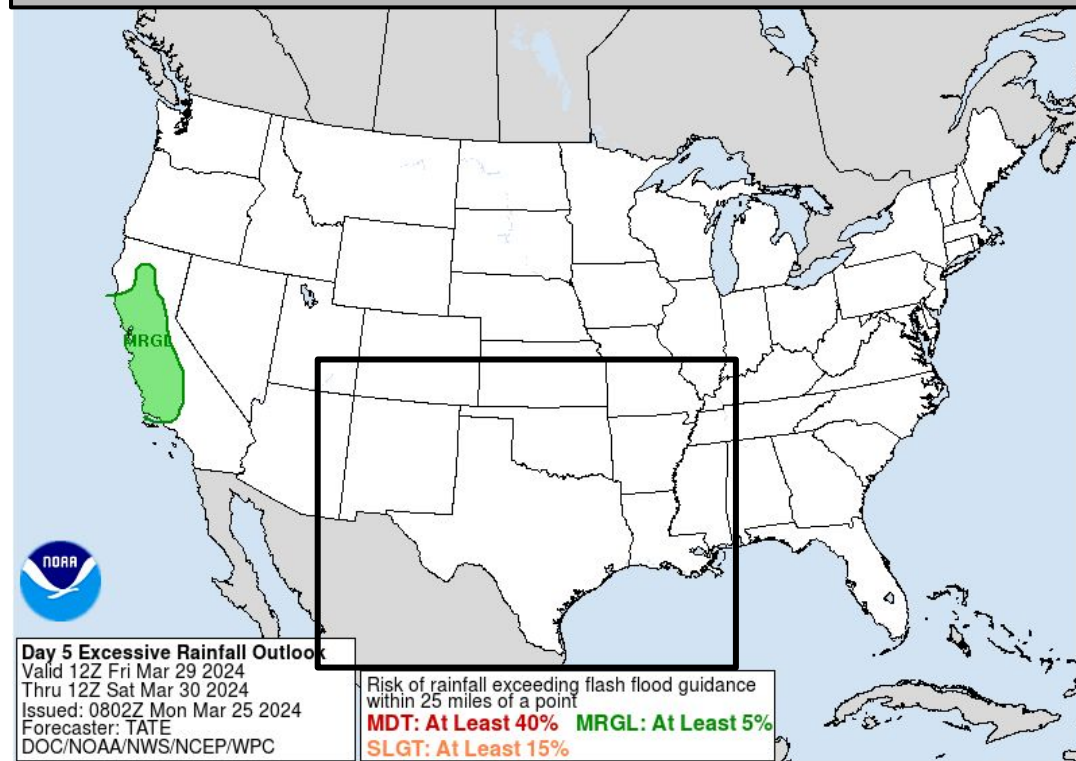 MRGL
NOAA
Day 5 Excessive Rainfall Outlook
Valid 12Z Fri Mar 29 2024
Thru 12Z Sat Mar 30 2024
Issued: 0802Z Mon Mar 25 2024
Forecaster: TATE
DOC/NOAA/NWS/NCEP/WPC
Risk of rainfall exceeding flash flood guidance
within 25 miles of a point
MDT: At Least 40% MRGL: At Least 5%
SLGT: At Least 15%